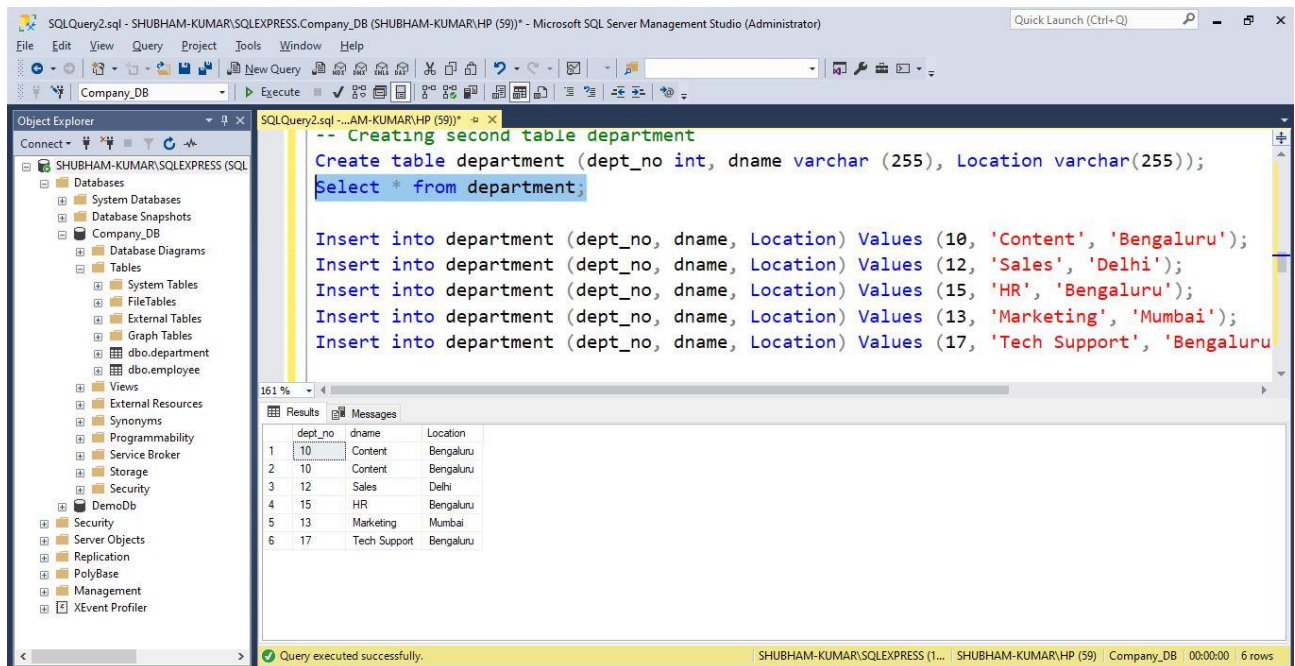 SQLQuery2.sql - SHUBHAM-KUMAR\SQLEXPRESS.Company_DB (SHUBHAM-KUMAR\HP (59))* - Microsoft SQL Server Management Studio (Administrator)
Quick Launch (Ctrl+Q)
File Edit View Query Project Tools Window Help
New Query
Company_DB
Execute
Object Explorer
SQLQuery2.sql -...AM-KUMAR\HP (59))*
Connect
SHUBHAM-KUMAR\SQLEXPRESS (SQL
Databases
System Databases
Database Snapshots
Company_DB
Database Diagrams
Tables
System Tables
FileTables
External Tables
Graph Tables
dbo.department
dbo.employee
Views
External Resources
Synonyms
Programmability
Service Broker
Storage
Security
DemoDb
Security
Server Objects
Replication
PolyBase
Management
XEvent Profiler
-- Creating second table department
Create table department (dept_no int, dname varchar (255), Location varchar(255));
Select * from department;
Insert into department (dept_no, dname, Location) Values (10, 'Content', 'Bengaluru');
Insert into department (dept_no, dname, Location) Values (12, 'Sales', 'Delhi');
Insert into department (dept_no, dname, Location) Values (15, 'HR', 'Bengaluru');
Insert into department (dept_no, dname, Location) Values (13, 'Marketing', 'Mumbai');
Insert into department (dept_no, dname, Location) Values (17, 'Tech Support', 'Bengaluru
161 %
Results Messages
dept_no dname Location
1 10 Content Bengaluru
2 10 Content Bengaluru
3 12 Sales Delhi
4 15 HR Bengaluru
5 13 Marketing Mumbai
6 17 Tech Support Bengaluru
Query executed successfully.
SHUBHAM-KUMAR\SQLEXPRESS (1... SHUBHAM-KUMAR\HP (59) Company_DB 00:00:00 6 rows